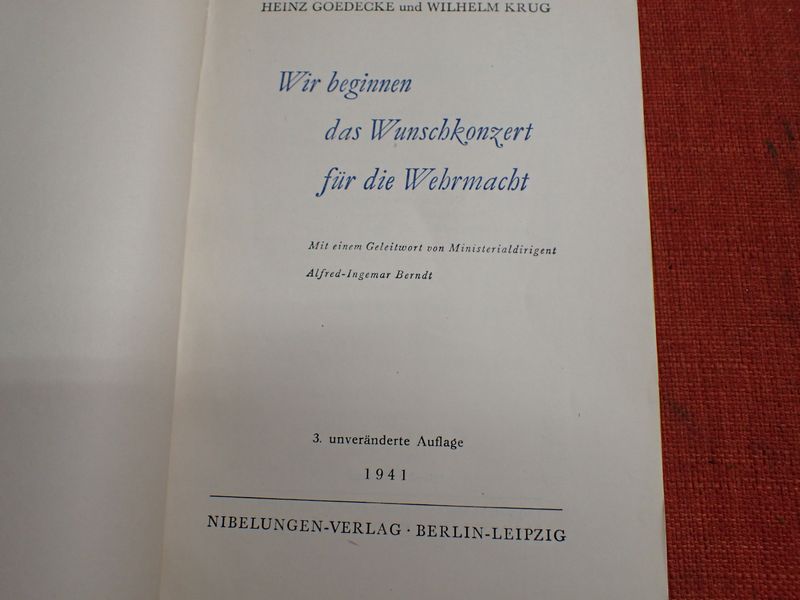 HEINZ GOEDECKE und WILHELM KRUG
Wir beginnen
das Wunschkonzert
für die Wehrmacht
Mit einem Geleitwort von Ministerialdirigent
Alfred-Ingemar Berndt
3. unveränderte Auflage
1941
NIBELUNGEN-VERLAG · BERLIN-LEIPZIG